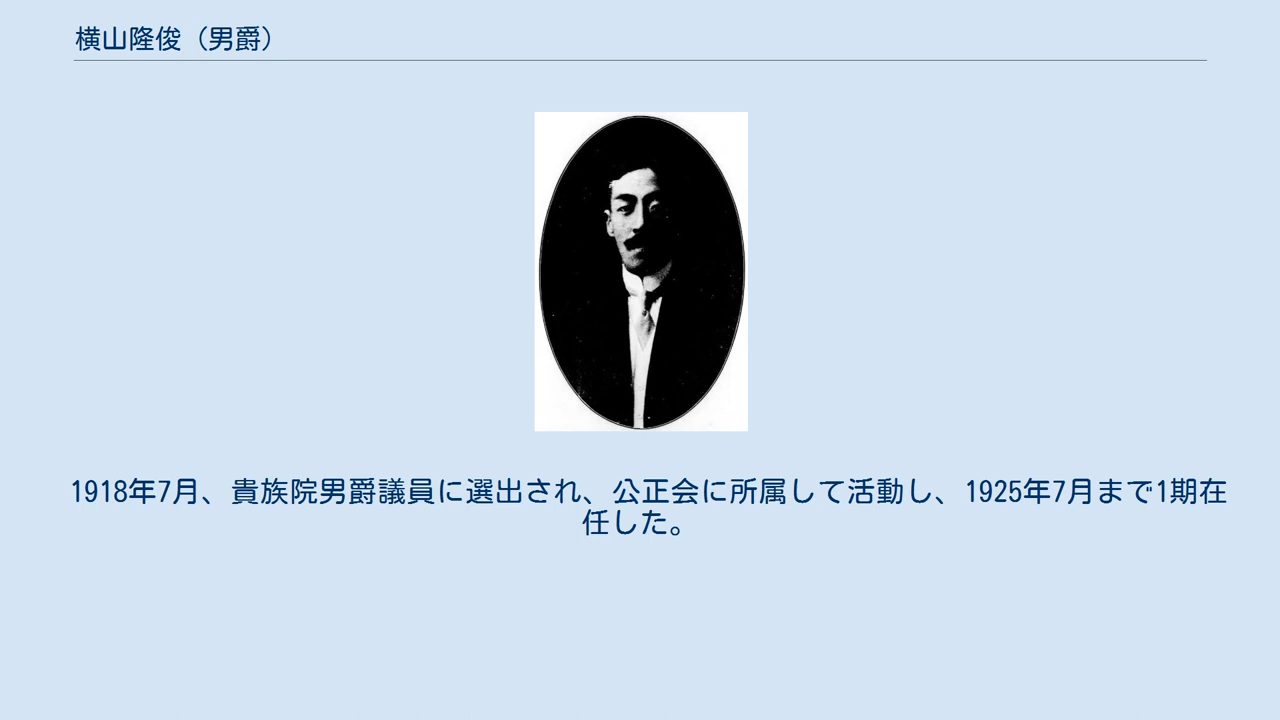 横山隆俊（男爵）
1918年7月、貴族院男爵議員に選出され、公正会に所属して活動し、1925年7月まで1期在
任した。